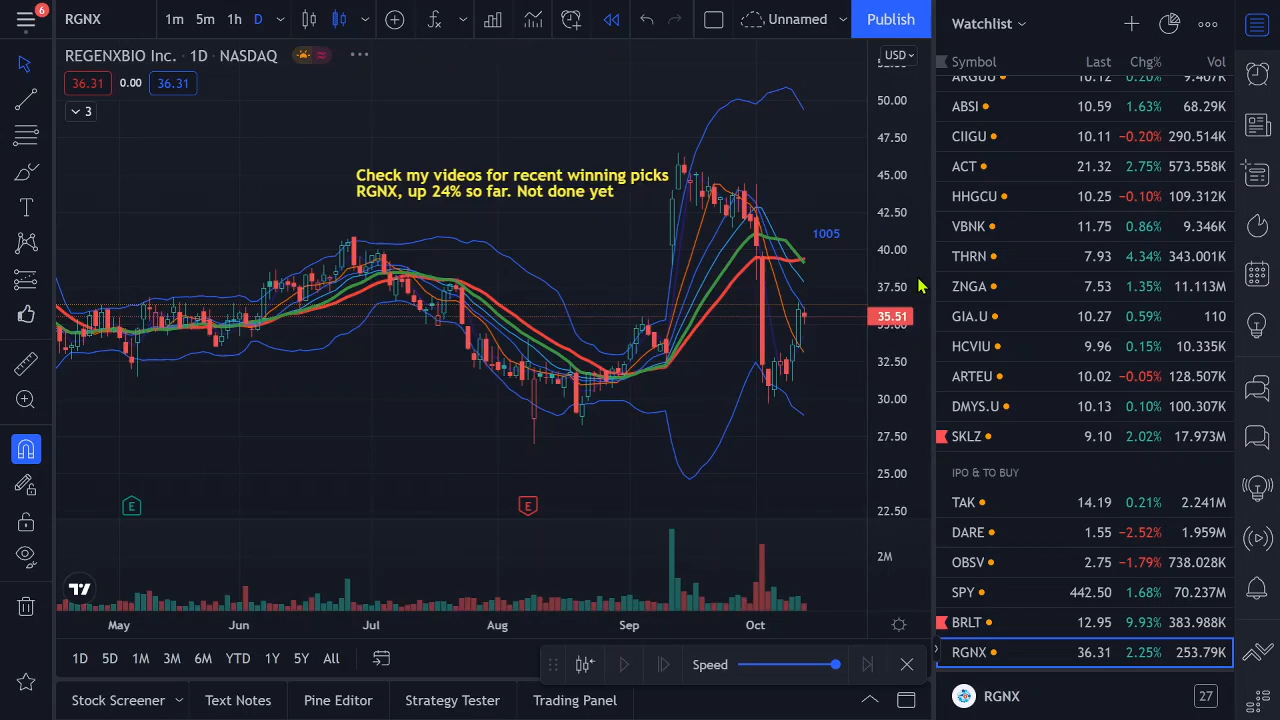 6
RGNX 1m 5m 1h D Unnamed Publish
REGENXBIO Inc. · 1D · NASDAQ
36.31 0.00 36.31
3
Check my videos for recent winning picks
RGNX, up 24% so far. Not done yet
1005
USD
50.00
47.50
45.00
42.50
40.00
37.50
35.51
35.00
32.50
30.00
27.50
25.00
22.50
2M
E E
May Jun Jul Aug Sep Oct
1D 5D 1M 3M 6M YTD 1Y 5Y All
Speed
Stock Screener Text Notes Pine Editor Strategy Tester Trading Panel
Watchlist
Symbol Last Chg% Vol
ARGUU 10.12 0.20% 9.407K
ABSI 10.59 1.63% 68.29K
CIIGU 10.11 −0.20% 290.514K
ACT 21.32 2.75% 573.558K
HHGCU 10.25 −0.10% 109.312K
VBNK 11.75 0.86% 9.346K
THRN 7.93 4.34% 343.001K
ZNGA 7.53 1.35% 11.113M
GIA.U 10.27 0.59% 110
HCVIU 9.93 0.15% 10.335K
ARTEU 10.02 −0.05% 128.507K
DMYS.U 10.13 0.10% 100.307K
SKLZ 9.10 2.02% 17.973M
IPO & TO BUY
TAK 14.19 0.21% 2.241M
DARE 1.55 −2.52% 1.959M
OBSV 2.75 −1.79% 738.028K
SPY 442.50 1.68% 70.237M
BRLT 12.95 9.93% 383.988K
RGNX 36.31 2.25% 253.79K
RGNX 27